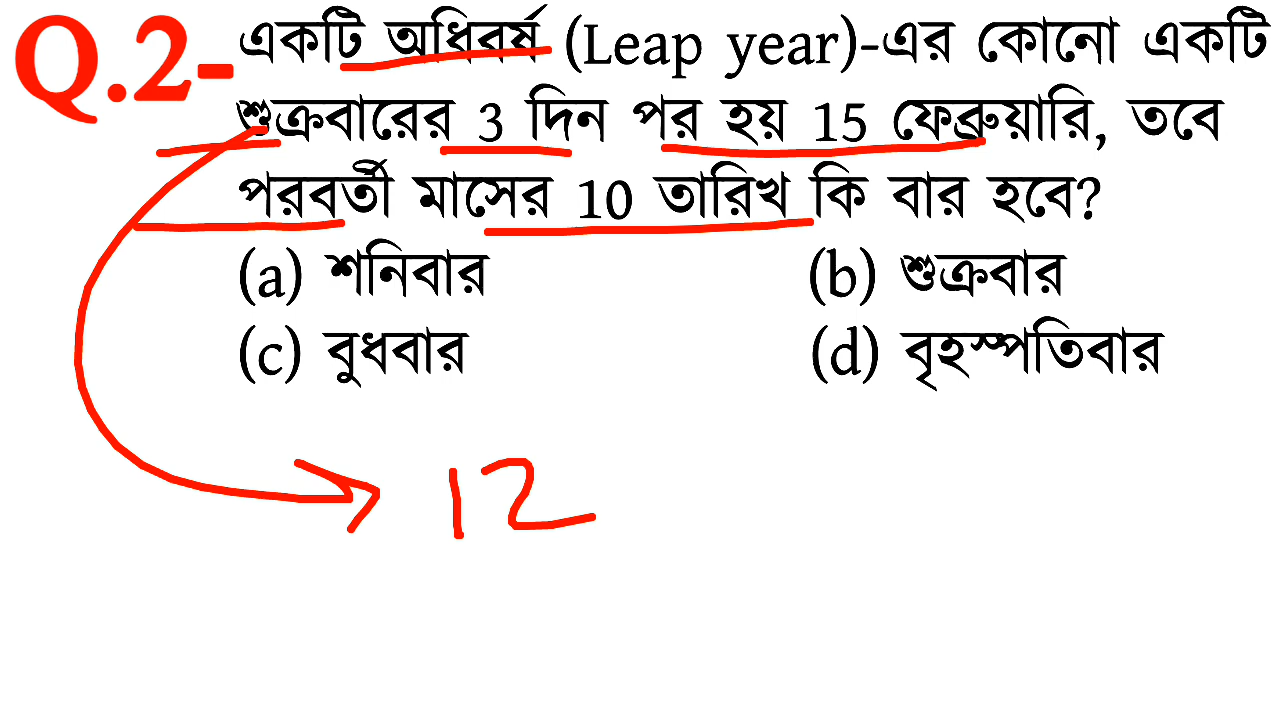 Q.2- একটি অধিবর্ষ (Leap year)-এর কোনো একটি
শুক্রবারের 3 দিন পর হয় 15 ফেব্রুয়ারি, তবে
পরবর্তী মাসের 10 তারিখ কি বার হবে?
(a) শনিবার (b) শুক্রবার
(c) বুধবার (d) বৃহস্পতিবার
12